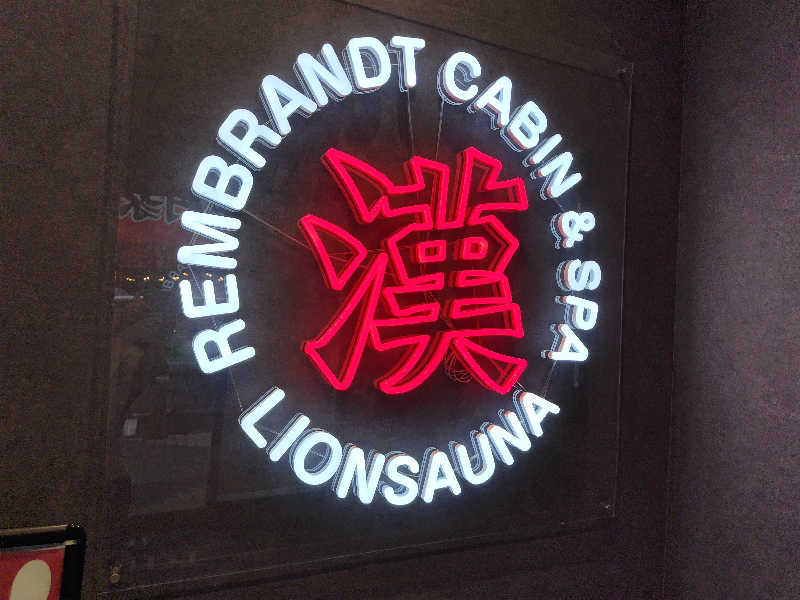 REMBRANDT CABIN & SPA
漢
LIONSAUNA